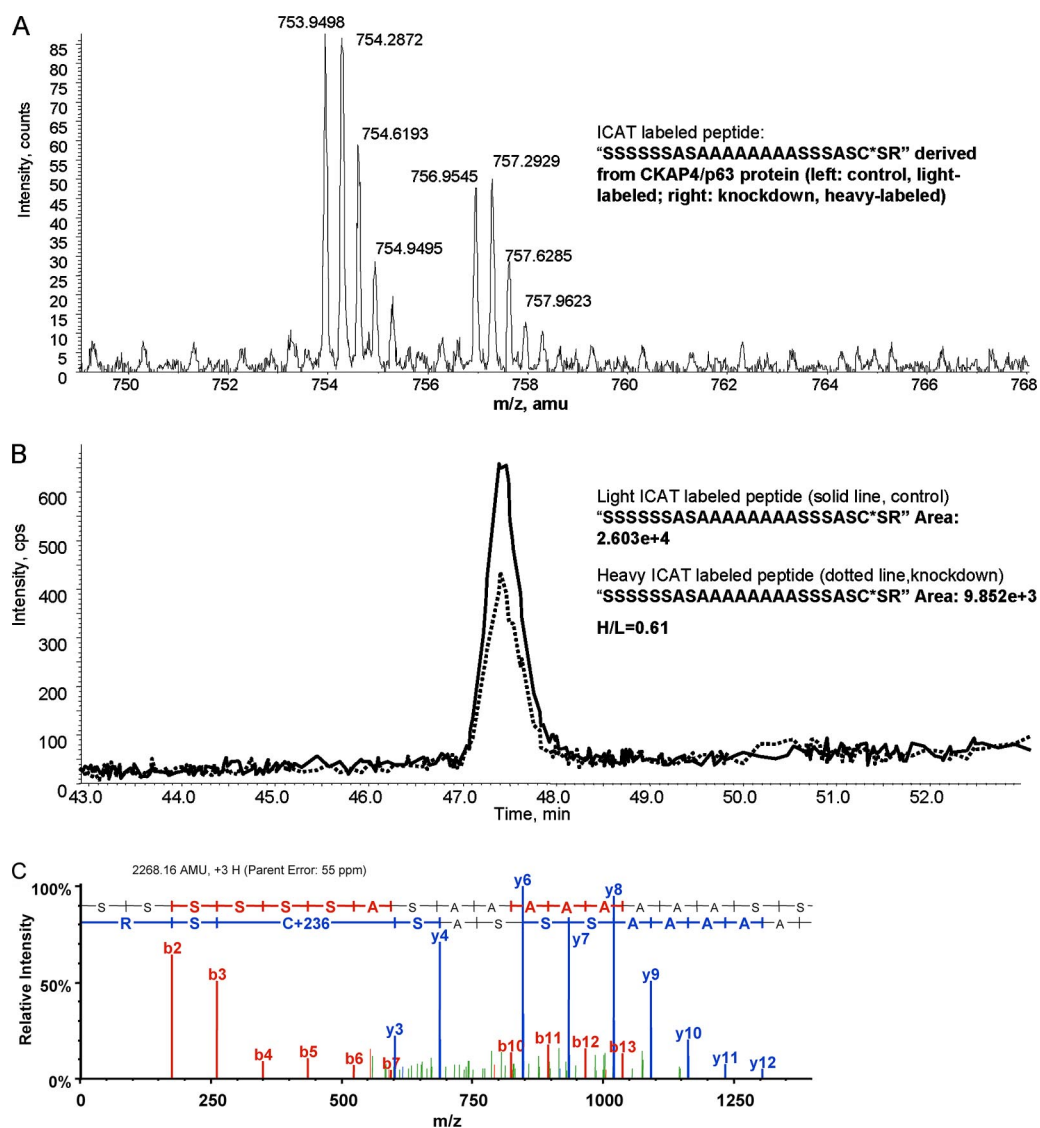 A
753.9498
754.2872
754.6193
754.9495
756.9545
757.2929
757.6285
757.9623
ICAT labeled peptide:
“SSSSSSASAAAAAAAASSSASC*SR” derived
from CKAP4/p63 protein (left: control, light-
labeled; right: knockdown, heavy-labeled)
Intensity, counts
85
80
75
70
65
60
55
50
45
40
35
30
25
20
15
10
5
0
750 752 754 756 758 760 762 764 766 768
m/z, amu
B
Light ICAT labeled peptide (solid line, control)
“SSSSSSASAAAAAAAASSSASC*SR” Area:
2.603e+4
Heavy ICAT labeled peptide (dotted line,knockdown)
“SSSSSSASAAAAAAAASSSASC*SR” Area: 9.852e+3
H/L=0.61
Intensity, cps
600
500
400
300
200
100
0
43.0 44.0 45.0 46.0 47.0 48.0 49.0 50.0 51.0 52.0
Time, min
C
2268.16 AMU, +3 H (Parent Error: 55 ppm)
100%
50%
0%
Relative Intensity
S S S S S S A S A A A A A A A A S S
R S C+236 S A S S S A A A A A
b2
b3
b4
b5
b6
b7
y3
y4
y6
b10
b11
y7
b12
y8
b13
y9
y10
y11
y12
0 250 500 750 1000 1250
m/z